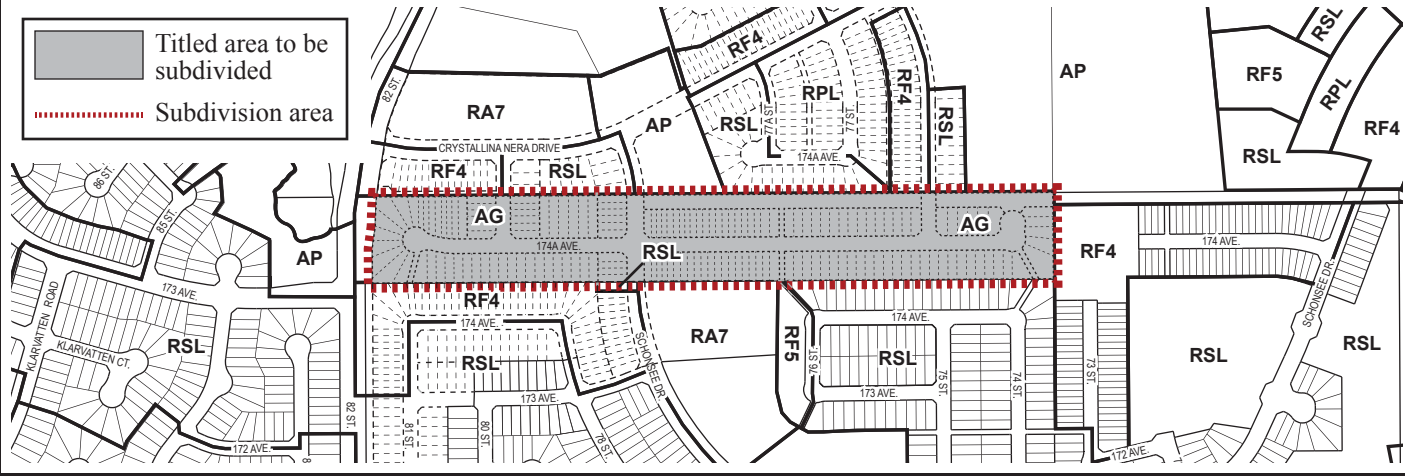 Titled area to be
subdivided
Subdivision area
82 ST.
RA7
RF4
AP
RSL
77A ST.
RPL
77 ST.
RF4
RSL
174A AVE.
AP
RSL
RF5
RPL
RF4
RSL
CRYSTALLINA NERA DRIVE
RF4
RSL
86 ST.
85 ST.
AP
AG
174A AVE.
RSL
AG
RF4
174 AVE.
SCHONSEE DR.
173 AVE.
KLARVATTEN ROAD
KLARVATTEN CT.
RSL
RF4
174 AVE.
RSL
173 AVE.
SCHONSEE DR.
RA7
RF5
76 ST.
174 AVE.
RSL
173 AVE.
75 ST.
74 ST.
73 ST.
RSL
RSL
82 ST.
81 ST.
80 ST.
78 ST.
172 AVE.
172 AVE.